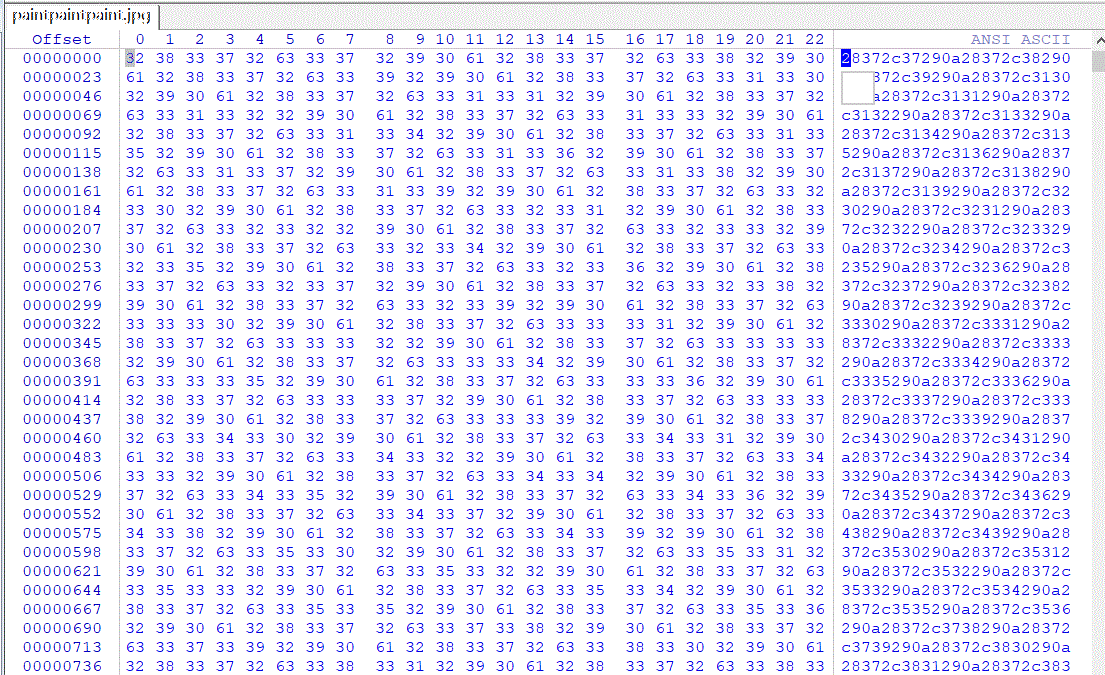 paintpaintpaint.jpg
Offset 0 1 2 3 4 5 6 7 8 9 10 11 12 13 14 15 16 17 18 19 20 21 22 ANSI ASCII
00000000 32 38 33 37 32 63 33 37 32 39 30 61 32 38 33 37 32 63 33 38 32 39 30 28372c37290a28372c38290
00000023 61 32 38 33 37 32 63 33 39 32 39 30 61 32 38 33 37 32 63 33 31 33 30 372c39290a28372c3130
00000046 32 39 30 61 32 38 33 37 32 63 33 31 33 31 32 39 30 61 32 38 33 37 32 a28372c3131290a28372
00000069 63 33 31 33 32 32 39 30 61 32 38 33 37 32 63 33 31 33 33 32 39 30 61 c3132290a28372c3133290a
00000092 32 38 33 37 32 63 33 31 33 34 32 39 30 61 32 38 33 37 32 63 33 31 33 28372c3134290a28372c313
00000115 35 32 39 30 61 32 38 33 37 32 63 33 31 33 36 32 39 30 61 32 38 33 37 5290a28372c3136290a2837
00000138 32 63 33 31 33 37 32 39 30 61 32 38 33 37 32 63 33 31 33 38 32 39 30 2c3137290a28372c3138290
00000161 61 32 38 33 37 32 63 33 31 33 39 32 39 30 61 32 38 33 37 32 63 33 32 a28372c3139290a28372c32
00000184 33 30 32 39 30 61 32 38 33 37 32 63 33 32 33 31 32 39 30 61 32 38 33 30290a28372c3231290a283
00000207 37 32 63 33 32 33 32 32 39 30 61 32 38 33 37 32 63 33 32 33 33 32 39 72c3232290a28372c323329
00000230 30 61 32 38 33 37 32 63 33 32 33 34 32 39 30 61 32 38 33 37 32 63 33 0a28372c3234290a28372c3
00000253 32 33 35 32 39 30 61 32 38 33 37 32 63 33 32 33 36 32 39 30 61 32 38 235290a28372c3236290a28
00000276 33 37 32 63 33 32 33 37 32 39 30 61 32 38 33 37 32 63 33 32 33 38 32 372c3237290a28372c32382
00000299 39 30 61 32 38 33 37 32 63 33 32 33 39 32 39 30 61 32 38 33 37 32 63 90a28372c3239290a28372c
00000322 33 33 33 30 32 39 30 61 32 38 33 37 32 63 33 33 33 31 32 39 30 61 32 3330290a28372c3331290a2
00000345 38 33 37 32 63 33 33 33 32 32 39 30 61 32 38 33 37 32 63 33 33 33 33 8372c3332290a28372c3333
00000368 32 39 30 61 32 38 33 37 32 63 33 33 33 34 32 39 30 61 32 38 33 37 32 290a28372c3334290a28372
00000391 63 33 33 33 35 32 39 30 61 32 38 33 37 32 63 33 33 33 36 32 39 30 61 c3335290a28372c3336290a
00000414 32 38 33 37 32 63 33 33 33 37 32 39 30 61 32 38 33 37 32 63 33 33 33 28372c3337290a28372c333
00000437 38 32 39 30 61 32 38 33 37 32 63 33 33 33 39 32 39 30 61 32 38 33 37 8290a28372c3339290a2837
00000460 32 63 33 34 33 30 32 39 30 61 32 38 33 37 32 63 33 34 33 31 32 39 30 2c3430290a28372c3431290
00000483 61 32 38 33 37 32 63 33 34 33 32 32 39 30 61 32 38 33 37 32 63 33 34 a28372c3432290a28372c34
00000506 33 33 32 39 30 61 32 38 33 37 32 63 33 34 33 34 32 39 30 61 32 38 33 33290a28372c3434290a283
00000529 37 32 63 33 34 33 35 32 39 30 61 32 38 33 37 32 63 33 34 33 36 32 39 72c3435290a28372c343629
00000552 30 61 32 38 33 37 32 63 33 34 33 37 32 39 30 61 32 38 33 37 32 63 33 0a28372c3437290a28372c3
00000575 34 33 38 32 39 30 61 32 38 33 37 32 63 33 34 33 39 32 39 30 61 32 38 438290a28372c3439290a28
00000598 33 37 32 63 33 35 33 30 32 39 30 61 32 38 33 37 32 63 33 35 33 31 32 372c3530290a28372c35312
00000621 39 30 61 32 38 33 37 32 63 33 35 33 32 32 39 30 61 32 38 33 37 32 63 90a28372c3532290a28372c
00000644 33 35 33 33 32 39 30 61 32 38 33 37 32 63 33 35 33 34 32 39 30 61 32 3533290a28372c3534290a2
00000667 38 33 37 32 63 33 35 33 35 32 39 30 61 32 38 33 37 32 63 33 35 33 36 8372c3535290a28372c3536
00000690 32 39 30 61 32 38 33 37 32 63 33 37 33 38 32 39 30 61 32 38 33 37 32 290a28372c3738290a28372
00000713 63 33 37 33 39 32 39 30 61 32 38 33 37 32 63 33 38 33 30 32 39 30 61 c3739290a28372c3830290a
00000736 32 38 33 37 32 63 33 38 33 31 32 39 30 61 32 38 33 37 32 63 33 38 33 28372c3831290a28372c383